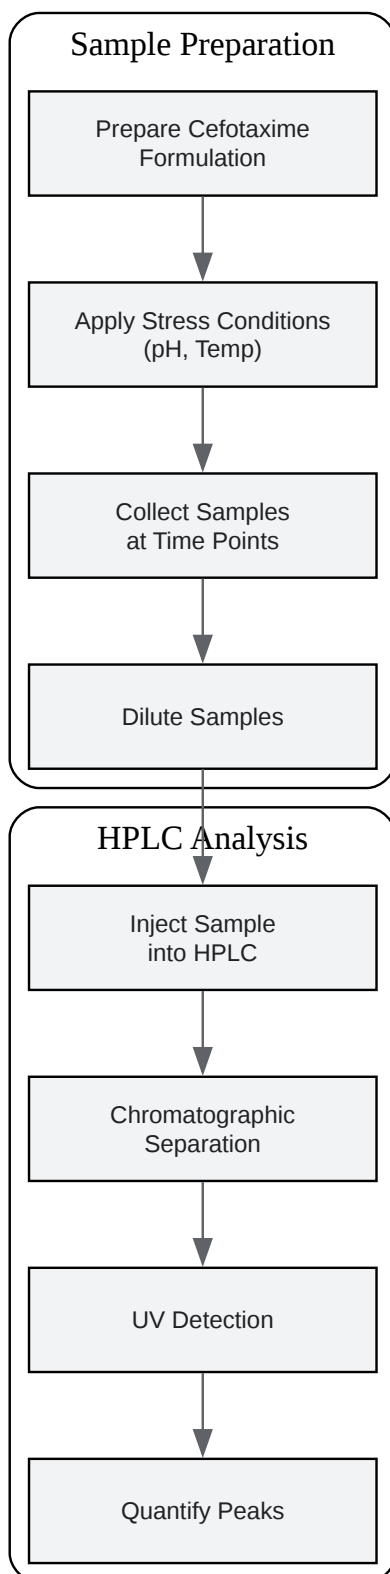 Sample Preparation
Prepare Cefotaxime
Formulation
Apply Stress Conditions
(pH, Temp)
Collect Samples
at Time Points
Dilute Samples
HPLC Analysis
Inject Sample
into HPLC
Chromatographic
Separation
UV Detection
Quantify Peaks